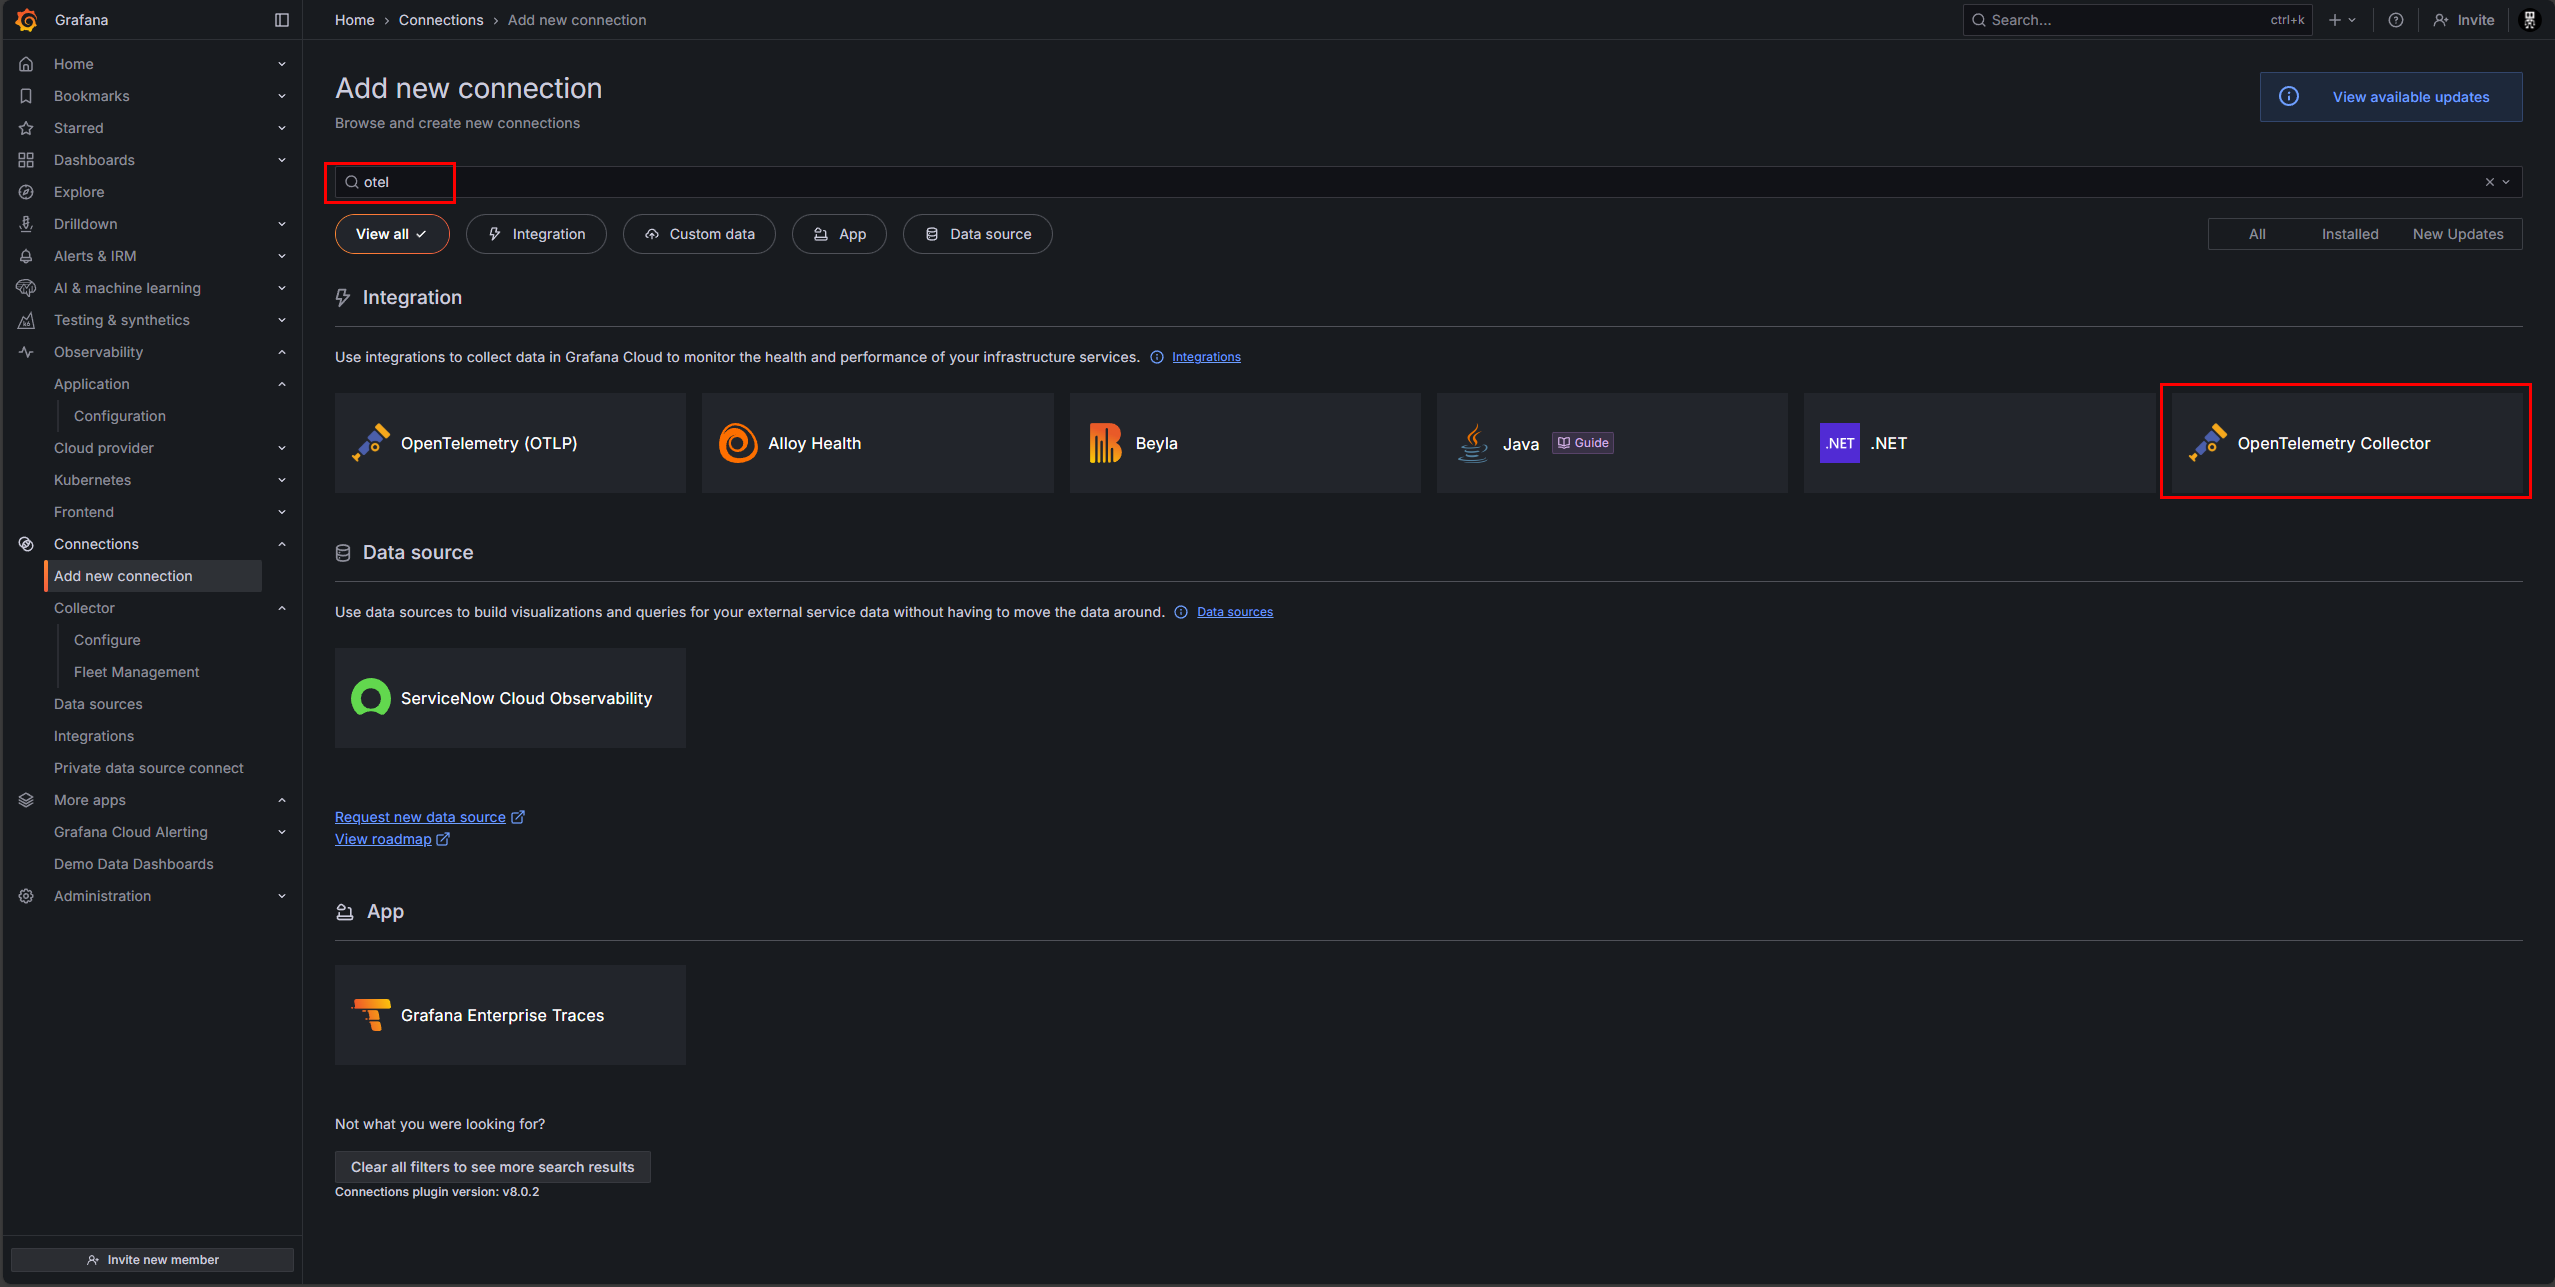 Grafana
Home › Connections › Add new connection
Search...
ctrl+k
Invite
Home
Bookmarks
Starred
Dashboards
Explore
Drilldown
Alerts & IRM
AI & machine learning
Testing & synthetics
Observability
Application
Configuration
Cloud provider
Kubernetes
Frontend
Connections
Add new connection
Collector
Configure
Fleet Management
Data sources
Integrations
Private data source connect
More apps
Grafana Cloud Alerting
Demo Data Dashboards
Administration
Invite new member
Add new connection
Browse and create new connections
View available updates
otel
View all
Integration
Custom data
App
Data source
All
Installed
New Updates
Integration
Use integrations to collect data in Grafana Cloud to monitor the health and performance of your infrastructure services. Integrations
OpenTelemetry (OTLP)
Alloy Health
Beyla
Java
Guide
.NET
.NET
OpenTelemetry Collector
Data source
Use data sources to build visualizations and queries for your external service data without having to move the data around. Data sources
ServiceNow Cloud Observability
Request new data source
View roadmap
App
Grafana Enterprise Traces
Not what you were looking for?
Clear all filters to see more search results
Connections plugin version: v8.0.2